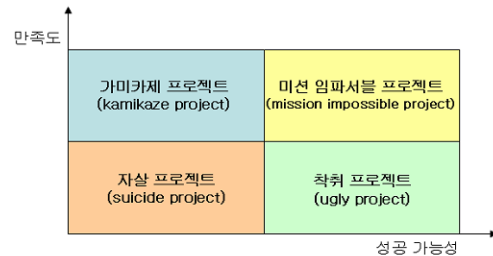 만족도
가미카제 프로젝트
(kamikaze project)
미션 임파서블 프로젝트
(mission impossible project)
자살 프로젝트
(suicide project)
착취 프로젝트
(ugly project)
성공 가능성